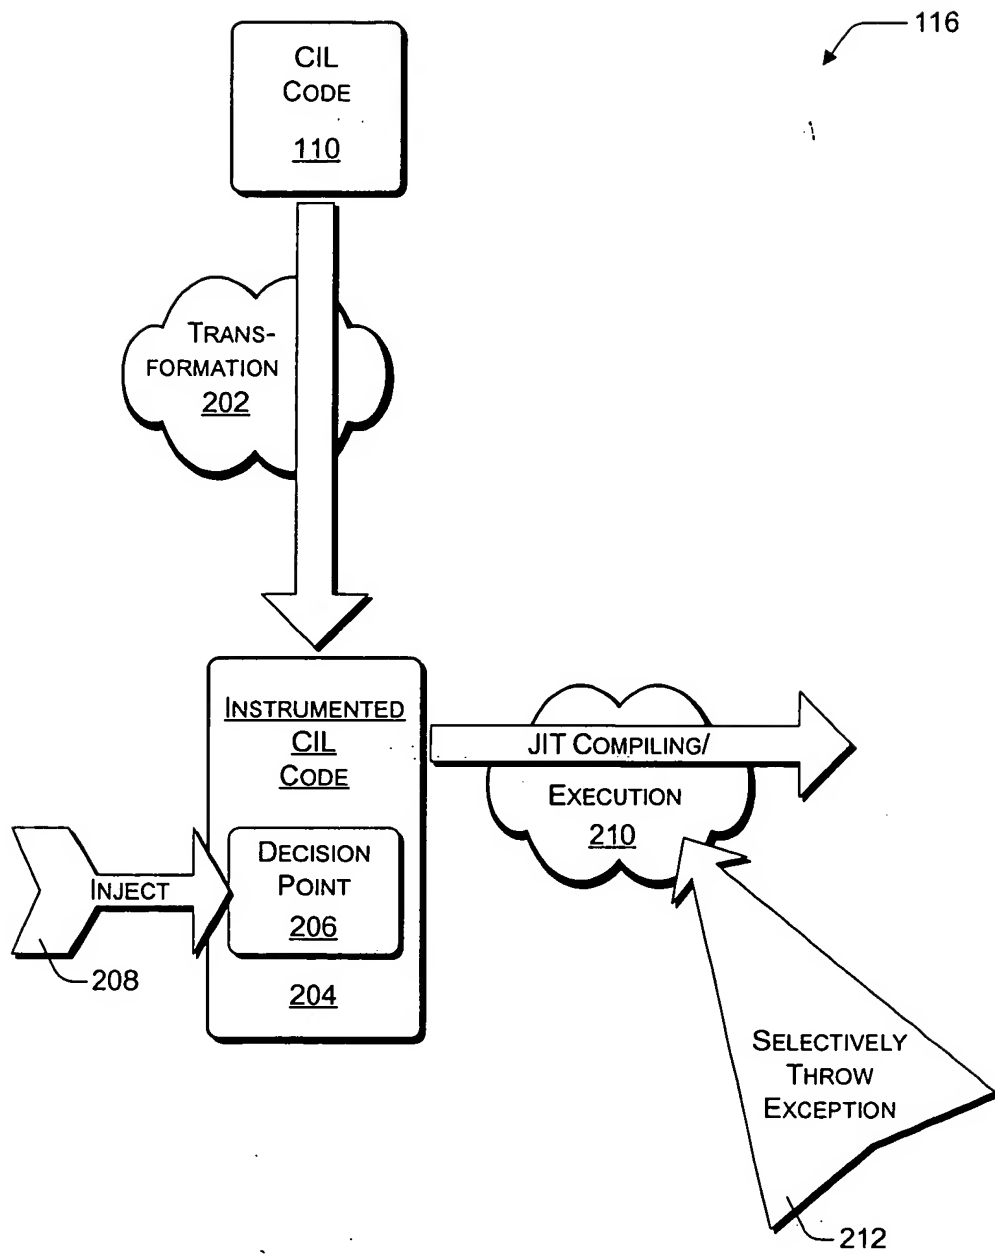 116
CIL
CODE
110
TRANS-
FORMATION
202
INSTRUMENTED
CIL
CODE
JIT COMPILING/
EXECUTION
210
DECISION
POINT
206
INJECT
208
204
SELECTIVELY
THROW
EXCEPTION
212